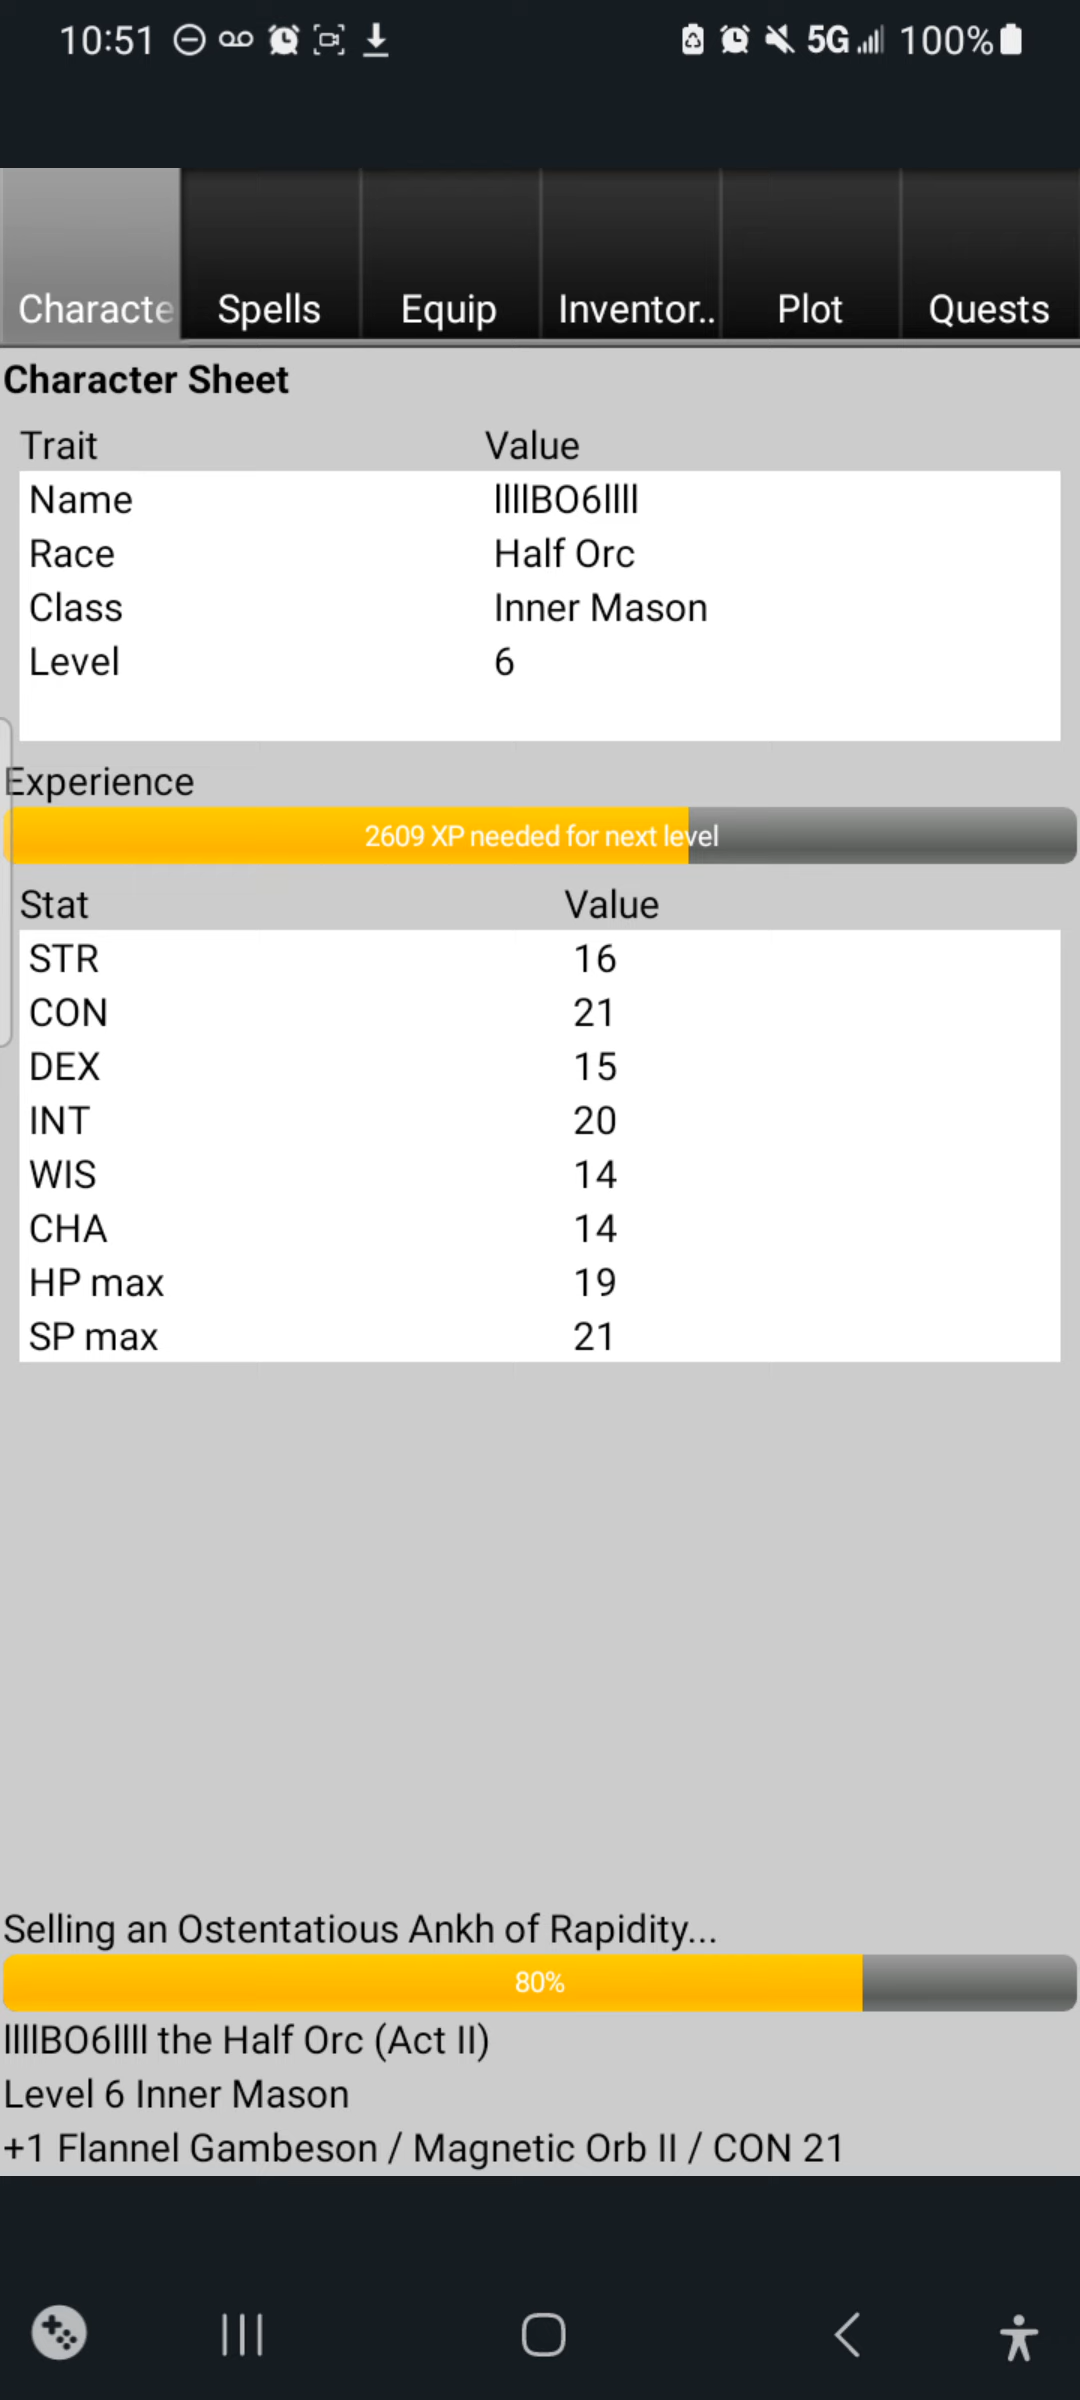 10:51 5G 100%
Characte Spells Equip Inventor.. Plot Quests
Character Sheet
Trait Value
Name llllBO6llll
Race Half Orc
Class Inner Mason
Level 6
Experience
2609 XP needed for next level
Stat Value
STR 16
CON 21
DEX 15
INT 20
WIS 14
CHA 14
HP max 19
SP max 21
Selling an Ostentatious Ankh of Rapidity...
80%
llllBO6llll the Half Orc (Act II)
Level 6 Inner Mason
+1 Flannel Gambeson / Magnetic Orb II / CON 21